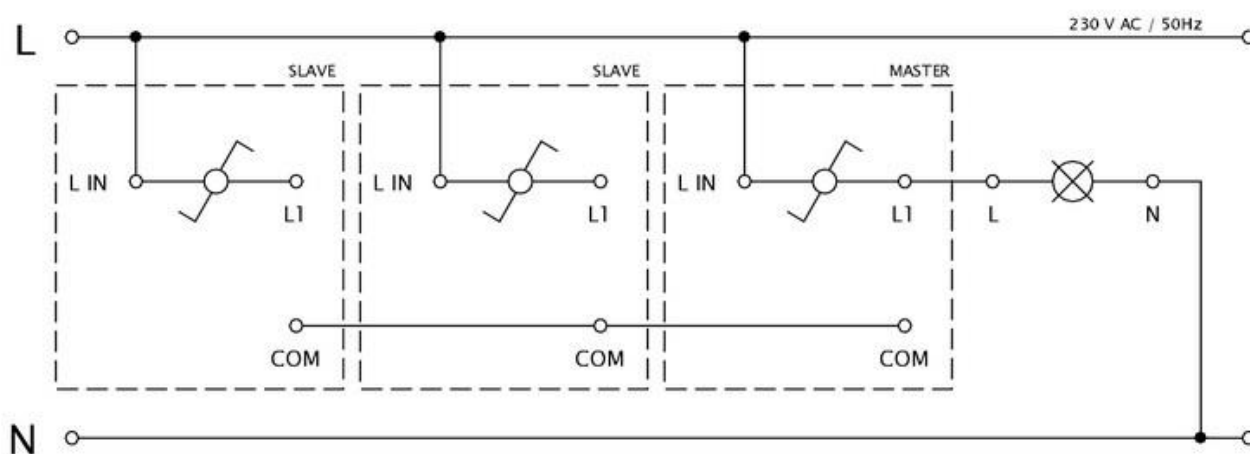 230 V AC / 50Hz
L
SLAVE
SLAVE
MASTER
L IN
L1
L IN
L1
L IN
L1
L
N
COM
COM
COM
N